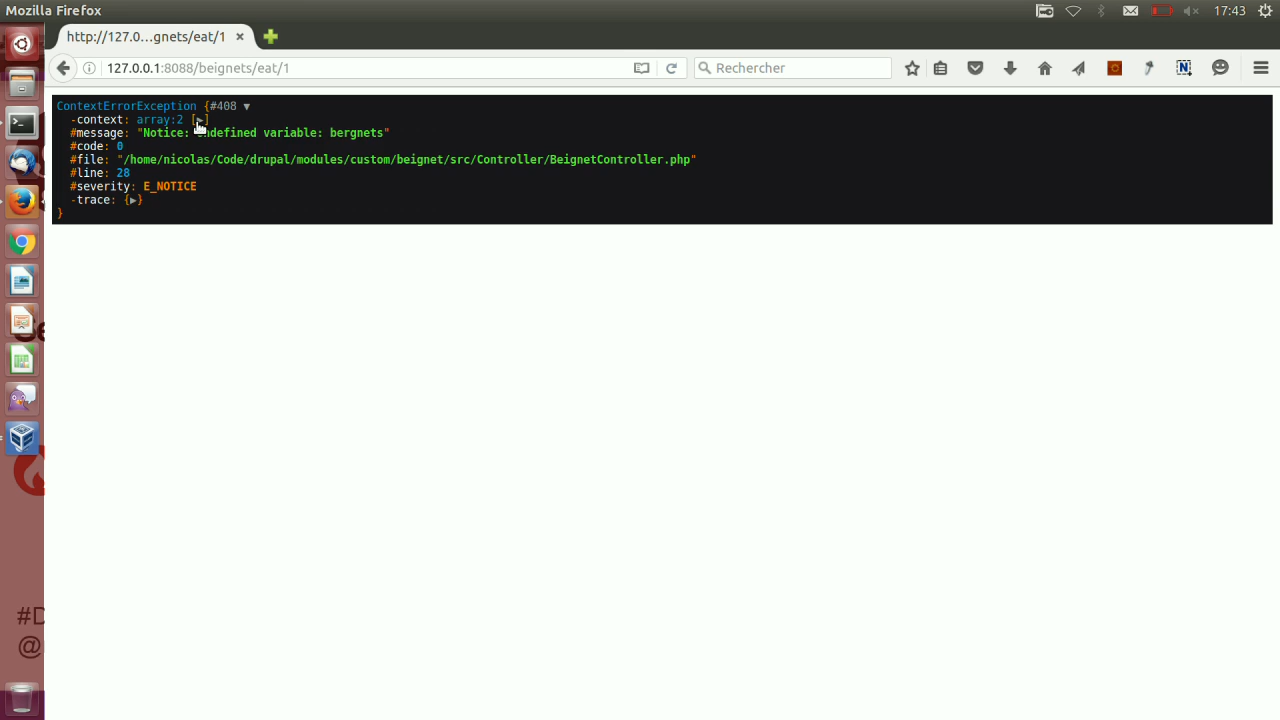 Mozilla Firefox
17:43
http://127.0...gnets/eat/1
127.0.0.1:8088/beignets/eat/1
Rechercher
ContextErrorException {#408 ▼
-context: array:2 [▶]
#message: "Notice: undefined variable: bergnets"
#code: 0
#file: "/home/nicolas/Code/drupal/modules/custom/beignet/src/Controller/BeignetController.php"
#line: 28
#severity: E_NOTICE
-trace: {▶}
}
#D
@